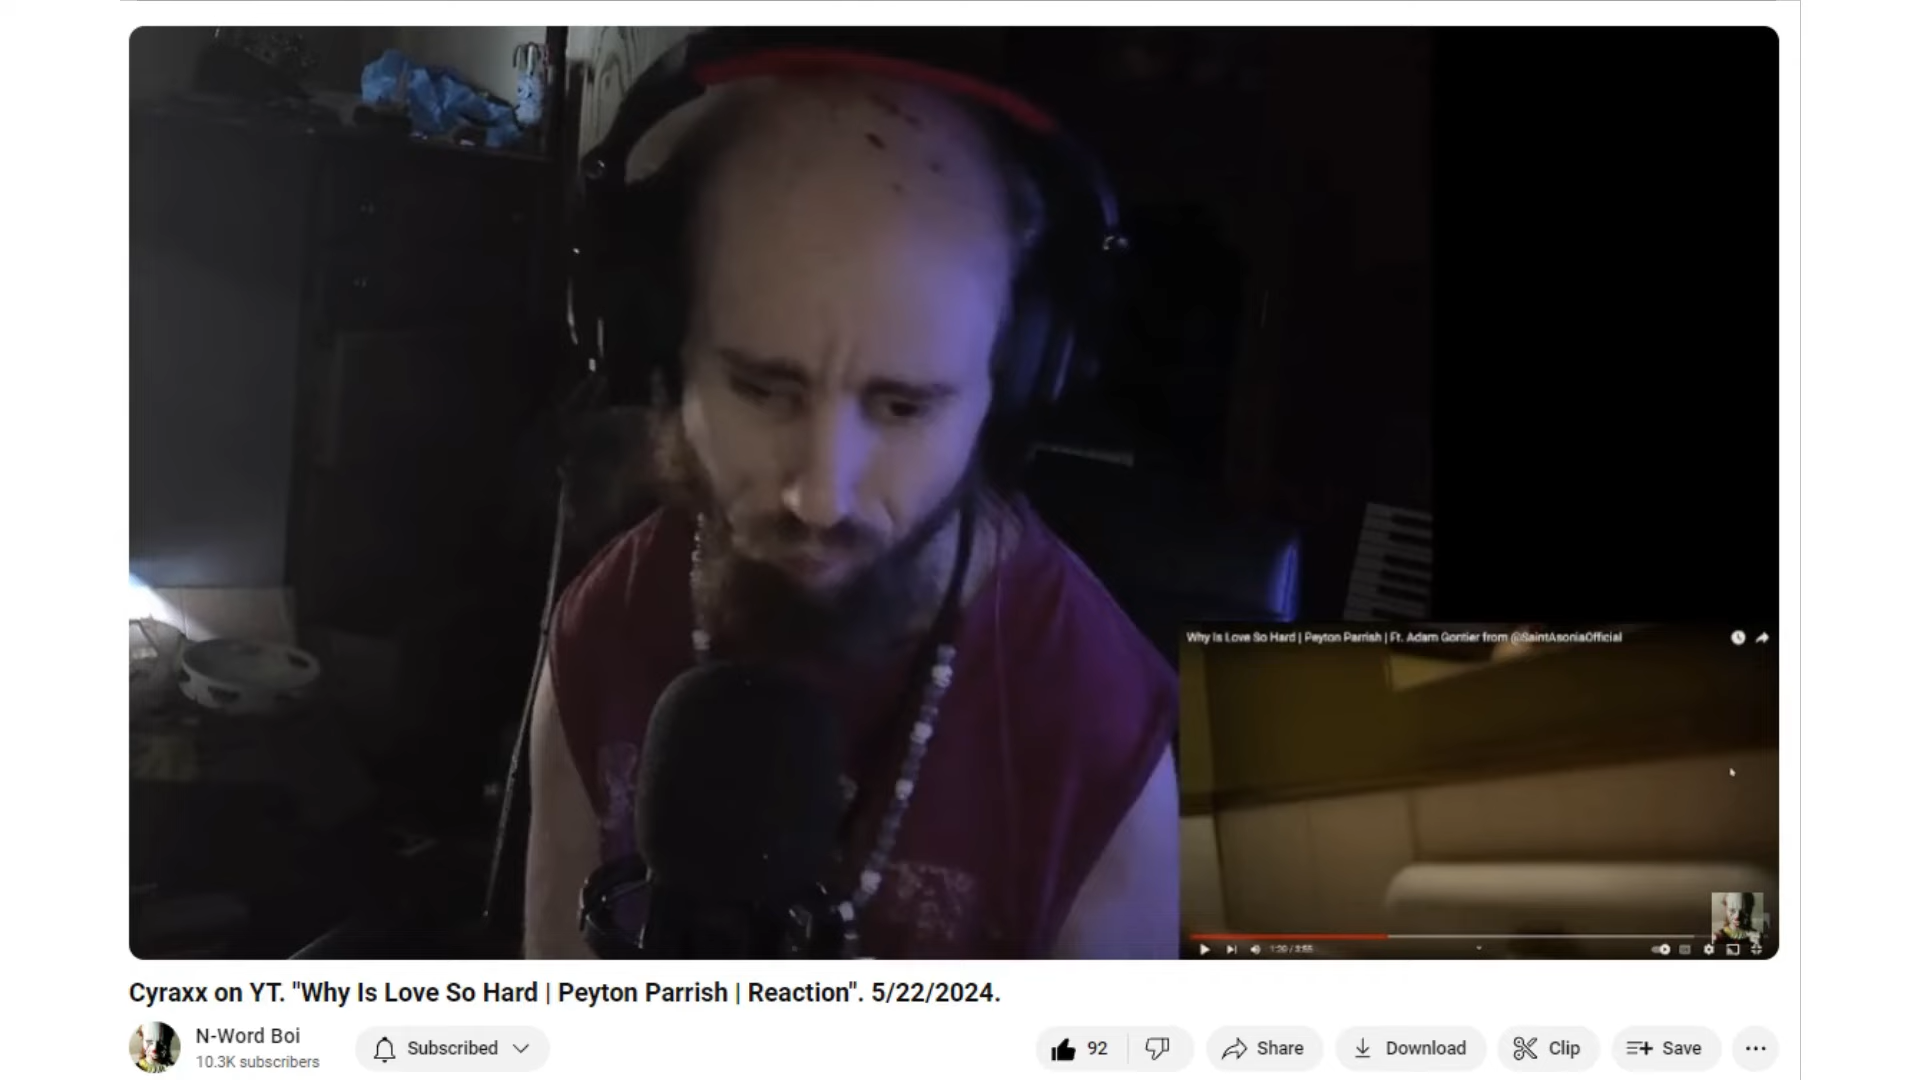 Why Is Love So Hard | Peyton Parrish | Ft. Adam Gontier from @SaintAsoniaOfficial
Cyraxx on YT. "Why Is Love So Hard | Peyton Parrish | Reaction". 5/22/2024.
N-Word Boi
10.3K subscribers
Subscribed
92
Share
Download
Clip
Save